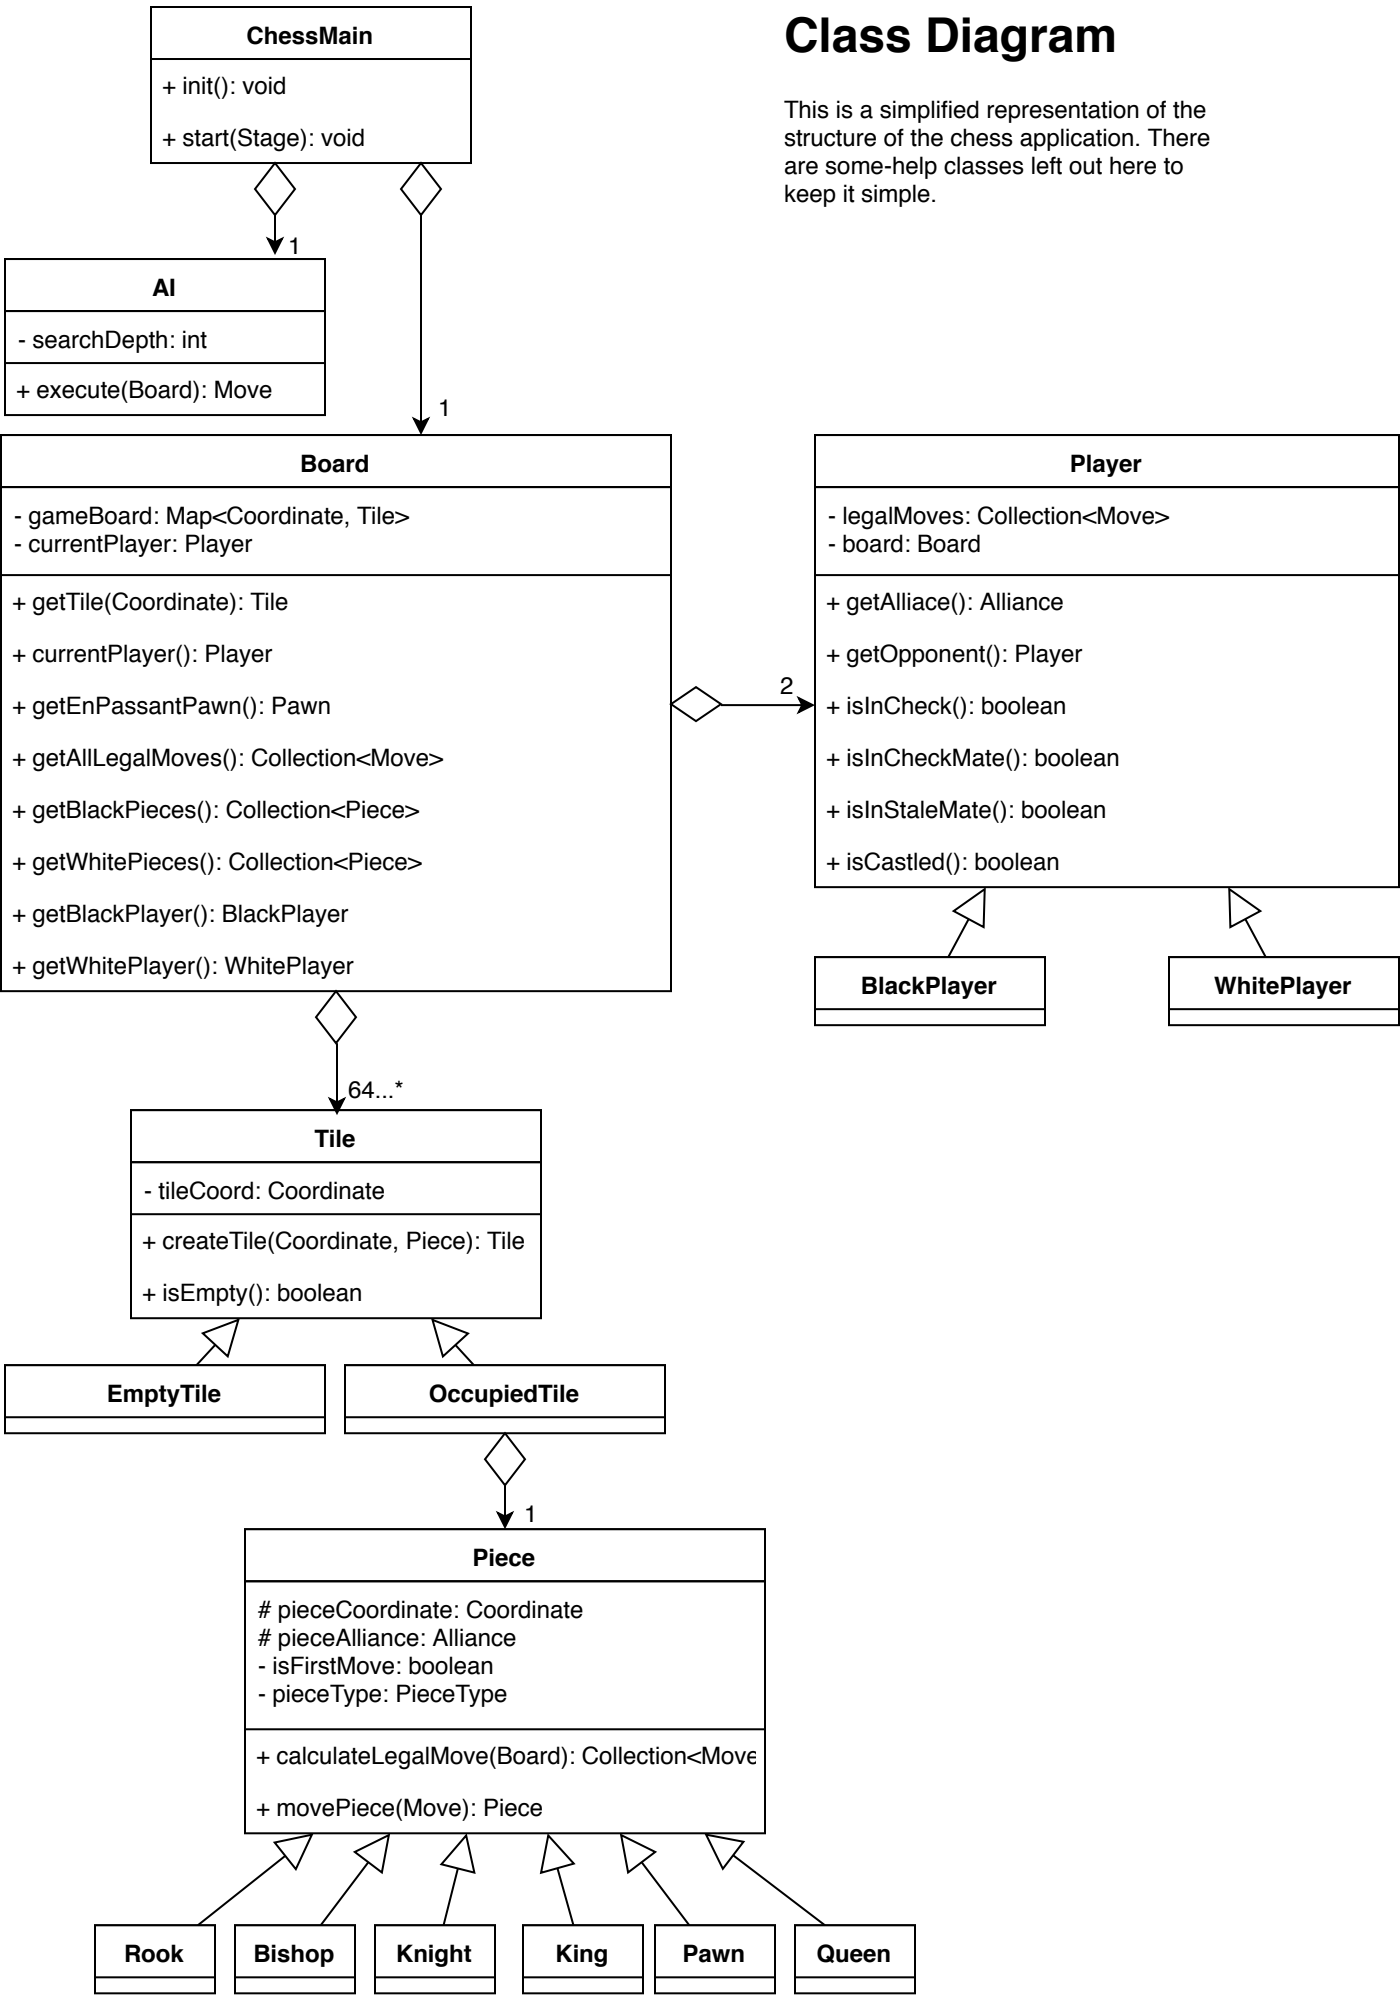 Class Diagram
This is a simplified representation of the
structure of the chess application. There
are some-help classes left out here to
keep it simple.
ChessMain
+ init(): void
+ start(Stage): void
1
AI
- searchDepth: int
+ execute(Board): Move
1
Board
- gameBoard: Map<Coordinate, Tile>
- currentPlayer: Player
+ getTile(Coordinate): Tile
+ currentPlayer(): Player
+ getEnPassantPawn(): Pawn
+ getAllLegalMoves(): Collection<Move>
+ getBlackPieces(): Collection<Piece>
+ getWhitePieces(): Collection<Piece>
+ getBlackPlayer(): BlackPlayer
+ getWhitePlayer(): WhitePlayer
2
Player
- legalMoves: Collection<Move>
- board: Board
+ getAlliace(): Alliance
+ getOpponent(): Player
+ isInCheck(): boolean
+ isInCheckMate(): boolean
+ isInStaleMate(): boolean
+ isCastled(): boolean
BlackPlayer
WhitePlayer
64...*
Tile
- tileCoord: Coordinate
+ createTile(Coordinate, Piece): Tile
+ isEmpty(): boolean
EmptyTile
OccupiedTile
1
Piece
# pieceCoordinate: Coordinate
# pieceAlliance: Alliance
- isFirstMove: boolean
- pieceType: PieceType
+ calculateLegalMove(Board): Collection<Move
+ movePiece(Move): Piece
Rook
Bishop
Knight
King
Pawn
Queen